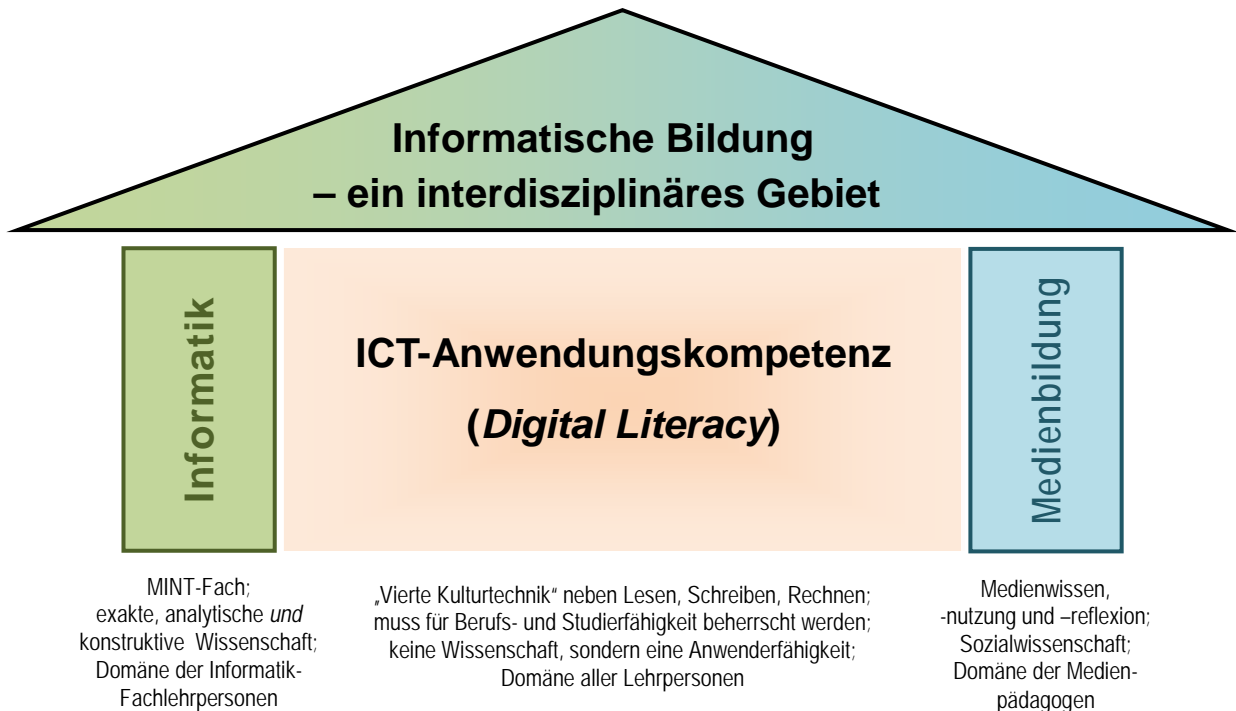 Informatische Bildung
– ein interdisziplinäres Gebiet
Informatik
ICT-Anwendungskompetenz
(Digital Literacy)
Medienbildung
MINT-Fach;
exakte, analytische und
konstruktive Wissenschaft;
Domäne der Informatik-
Fachlehrpersonen
„Vierte Kulturtechnik“ neben Lesen, Schreiben, Rechnen;
muss für Berufs- und Studierfähigkeit beherrscht werden;
keine Wissenschaft, sondern eine Anwenderfähigkeit;
Domäne aller Lehrpersonen
Medienwissen,
-nutzung und –reflexion;
Sozialwissenschaft;
Domäne der Medien-
pädagogen